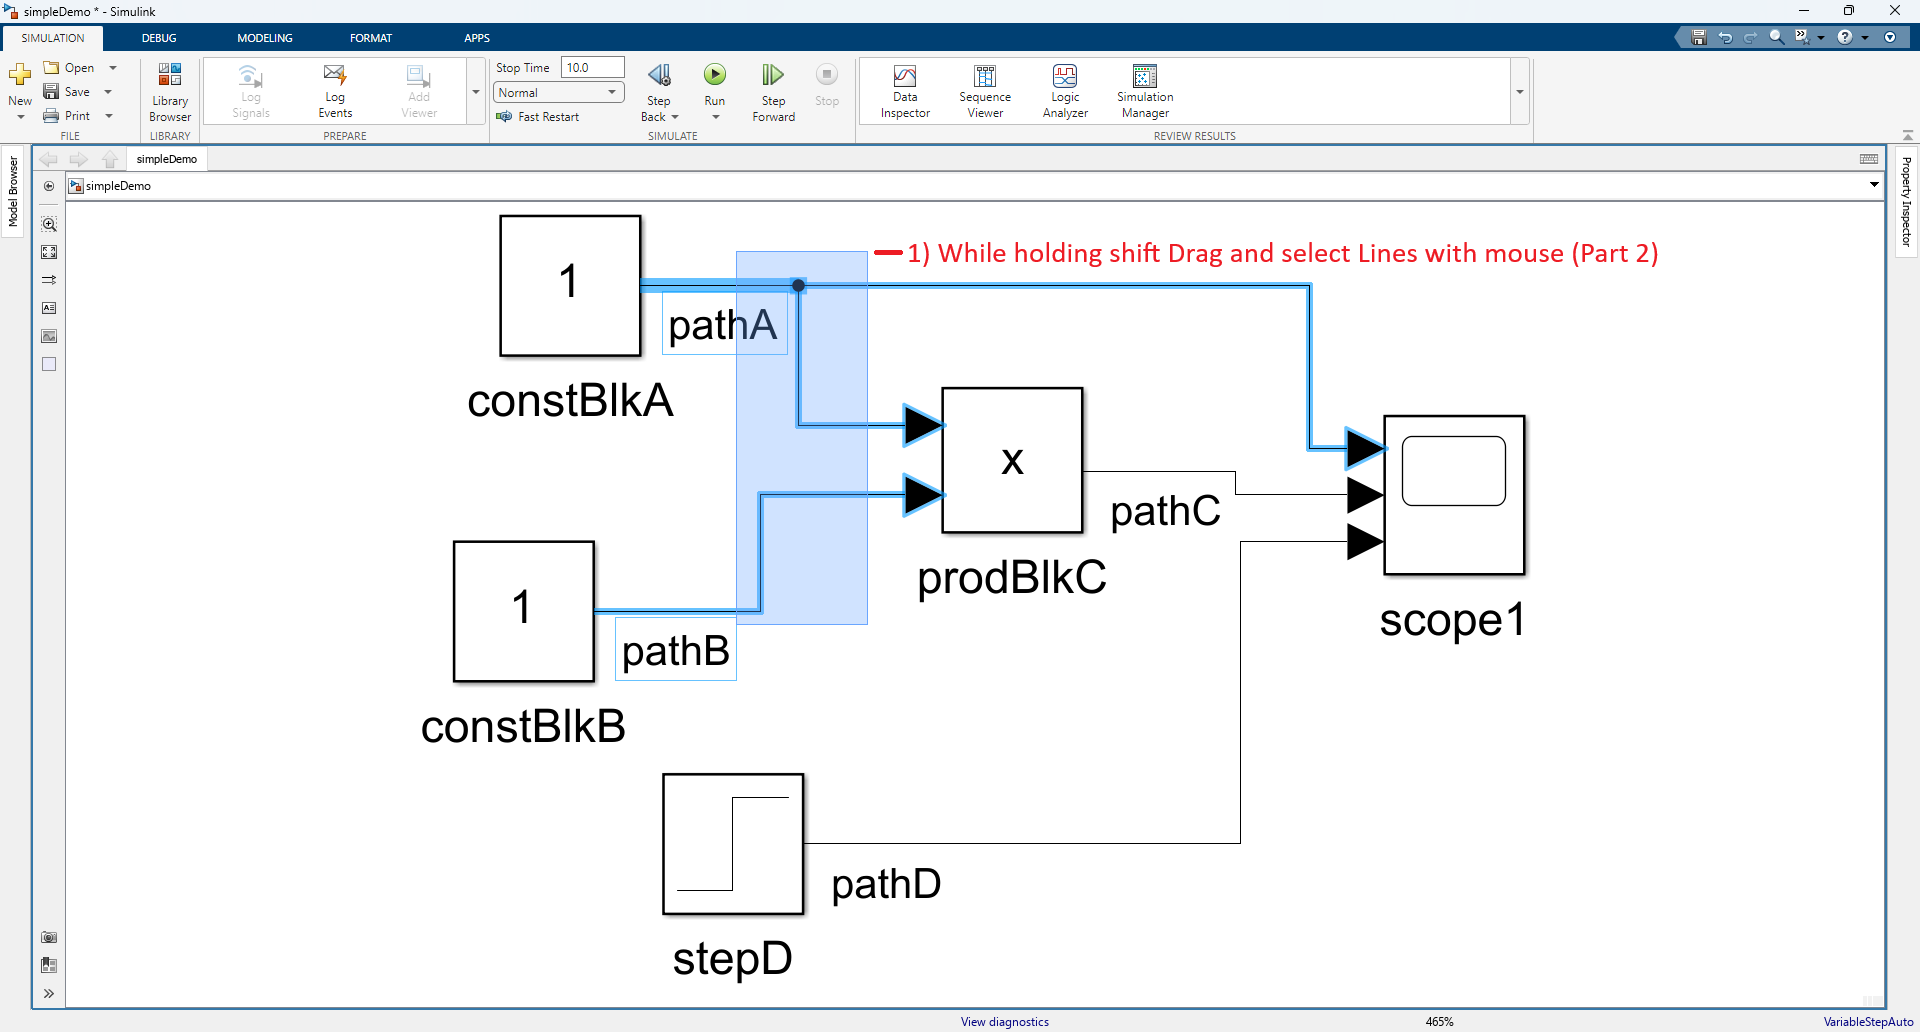 simpleDemo * - Simulink
SIMULATION DEBUG MODELING FORMAT APPS
New
Open
Save
Print
FILE
Library Browser
LIBRARY
Log Signals
Log Events
Add Viewer
PREPARE
Stop Time 10.0
Normal
Fast Restart
Step Back
Run
Step Forward
Stop
SIMULATE
Data Inspector
Sequence Viewer
Logic Analyzer
Simulation Manager
REVIEW RESULTS
Model Browser
simpleDemo
simpleDemo
Property Inspector
1) While holding shift Drag and select Lines with mouse (Part 2)
1
pathA
constBlkA
x
pathC
prodBlkC
scope1
1
pathB
constBlkB
pathD
stepD
View diagnostics 465% VariableStepAuto